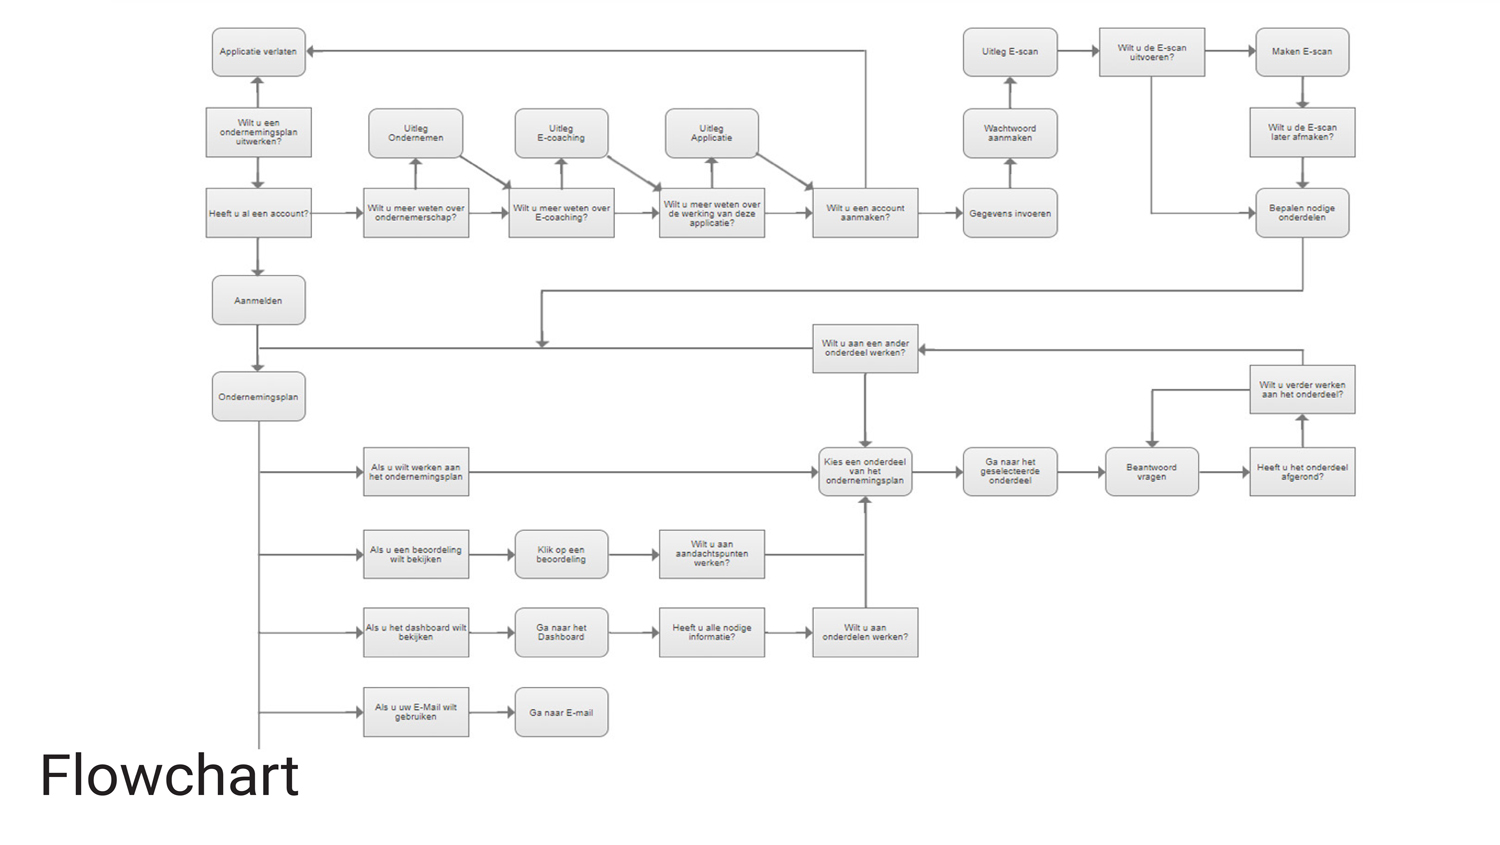 Applicatie verlaten
Uitleg E-scan
Wilt u de E-scan
uitvoeren?
Maken E-scan
Wilt u een
ondernemingsplan
uitwerken?
Uitleg
Ondernemen
Uitleg
E-coaching
Uitleg
Applicatie
Wachtwoord
aanmaken
Wilt u de E-scan
later afmaken?
Heeft u al een account?
Wilt u meer weten over
ondernemerschap?
Wilt u meer weten over
E-coaching?
Wilt u meer weten over
de werking van deze
applicatie?
Wilt u een account
aanmaken?
Gegevens invoeren
Bepalen nodige
onderdelen
Aanmelden
Wilt u aan een ander
onderdeel werken?
Ondernemingsplan
Wilt u verder werken
aan het onderdeel?
Als u wilt werken aan
het ondernemingsplan
Kies een onderdeel
van het
ondernemingsplan
Ga naar het
geselecteerde
onderdeel
Beantwoord
vragen
Heeft u het onderdeel
afgerond?
Als u een beoordeling
wilt bekijken
Klik op een
beoordeling
Wilt u aan
aandachtspunten
werken?
Als u het dashboard wilt
bekijken
Ga naar het
Dashboard
Heeft u alle nodige
informatie?
Wilt u aan
onderdelen werken?
Als u uw E-Mail wilt
gebruiken
Ga naar E-mail
Flowchart